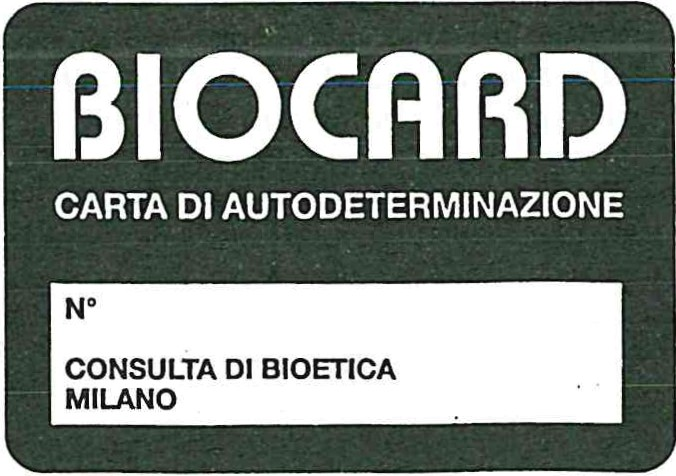 BIOCARD
CARTA DI AUTODETERMINAZIONE
N°
CONSULTA DI BIOETICA
MILANO